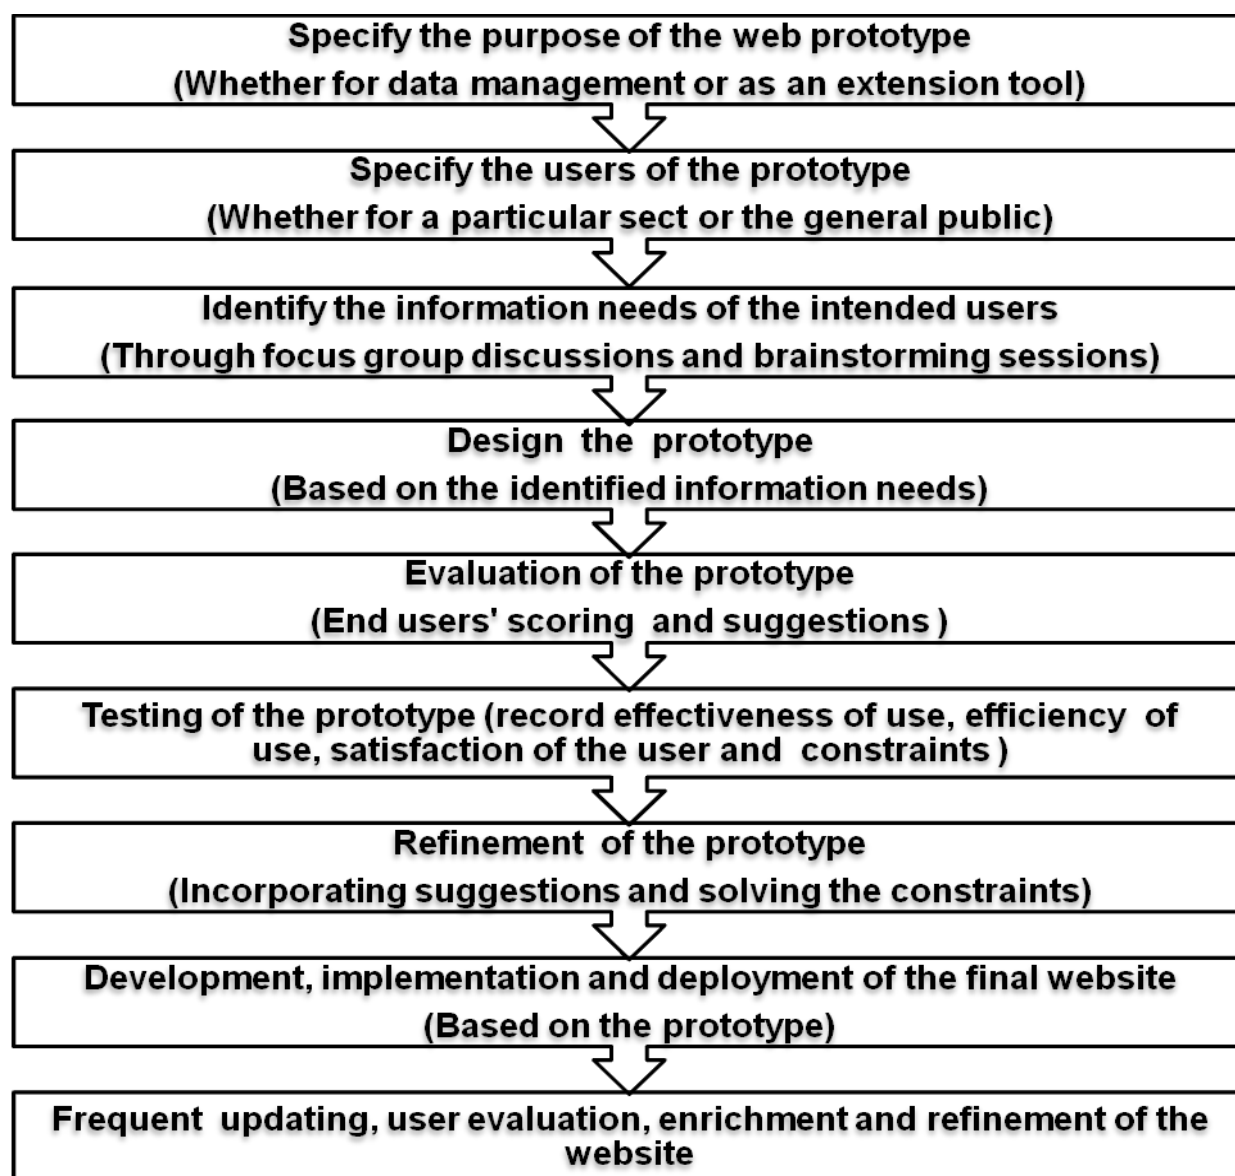 Specify the purpose of the web prototype
(Whether for data management or as an extension tool)
Specify the users of the prototype
(Whether for a particular sect or the general public)
Identify the information needs of the intended users
(Through focus group discussions and brainstorming sessions)
Design the prototype
(Based on the identified information needs)
Evaluation of the prototype
(End users' scoring and suggestions )
Testing of the prototype (record effectiveness of use, efficiency of
use, satisfaction of the user and constraints )
Refinement of the prototype
(Incorporating suggestions and solving the constraints)
Development, implementation and deployment of the final website
(Based on the prototype)
Frequent updating, user evaluation, enrichment and refinement of the
website